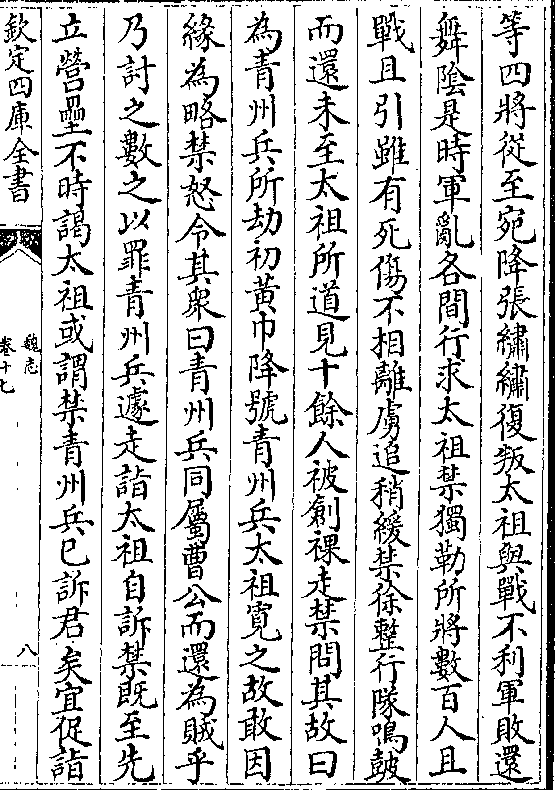 等四將從至宛降張繡繡復叛太祖與戰不利軍敗還
舞陰是時軍亂各間行求太祖禁獨勒所將數百人且
戰且引雖有死傷不相離虜追稍緩禁徐整行隊鳴鼓
而還未至太祖所道見十餘人被創裸走禁問其故曰
為青州兵所劫初黃巾降號青州兵太祖寛之故敢因
緣為略禁怒令其衆曰青州兵同屬曹公而還為賊乎
乃討之數之以罪青州兵遽走詣太祖自訴禁既至先
立營壘不時謁太祖或謂禁青州兵已訴君矣宜促詣
欽定四庫全書
魏志
卷十七
八